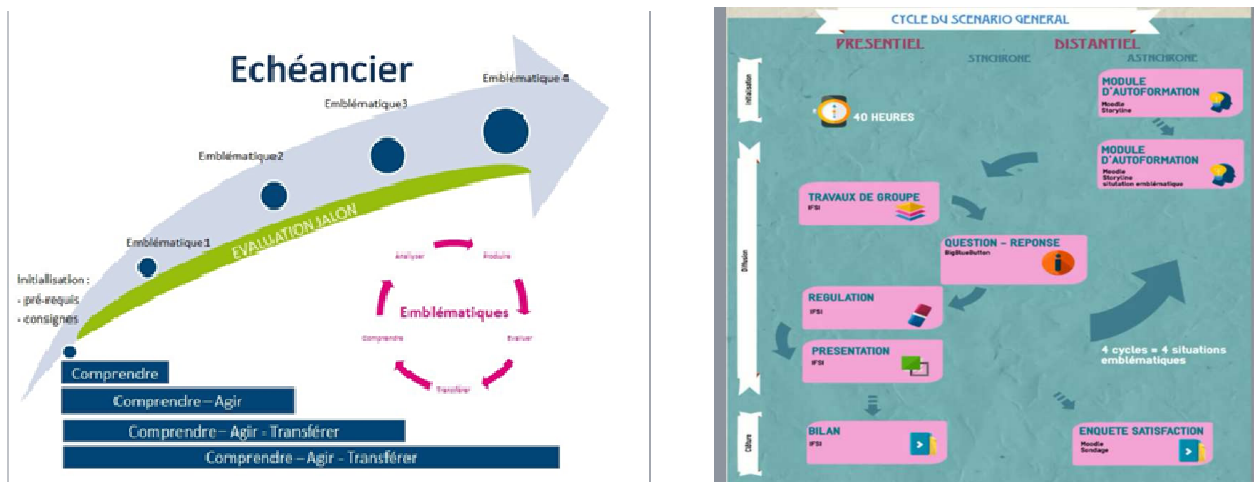 Echéancier
Emblématique 4
Emblématique3
Emblématique2
Emblématique1
EVALUATION JALON
Initiallisation :
- pré-requis
- consignes
Analyser
Produire
Emblématiques
Comprendre
Evaluer
Transférer
Comprendre
Comprendre – Agir
Comprendre – Agir - Transférer
Comprendre – Agir - Transférer
CYCLE DU SCENARIO GENERAL
PRESENTIEL
DISTANTIEL
SYNCHRONE
ASYNCHRONE
Initialisation
40 HEURES
MODULE
D'AUTOFORMATION
Moodle
Storyline
MODULE
D'AUTOFORMATION
Moodle
Storyline
situtation emblématique
Diffusion
TRAVAUX DE GROUPE
IFSI
QUESTION - REPONSE
BigBlueButton
REGULATION
IFSI
PRESENTATION
IFSI
4 cycles = 4 situations
emblématiques
Clôture
BILAN
IFSI
ENQUETE SATISFACTION
Moodle
Sondage